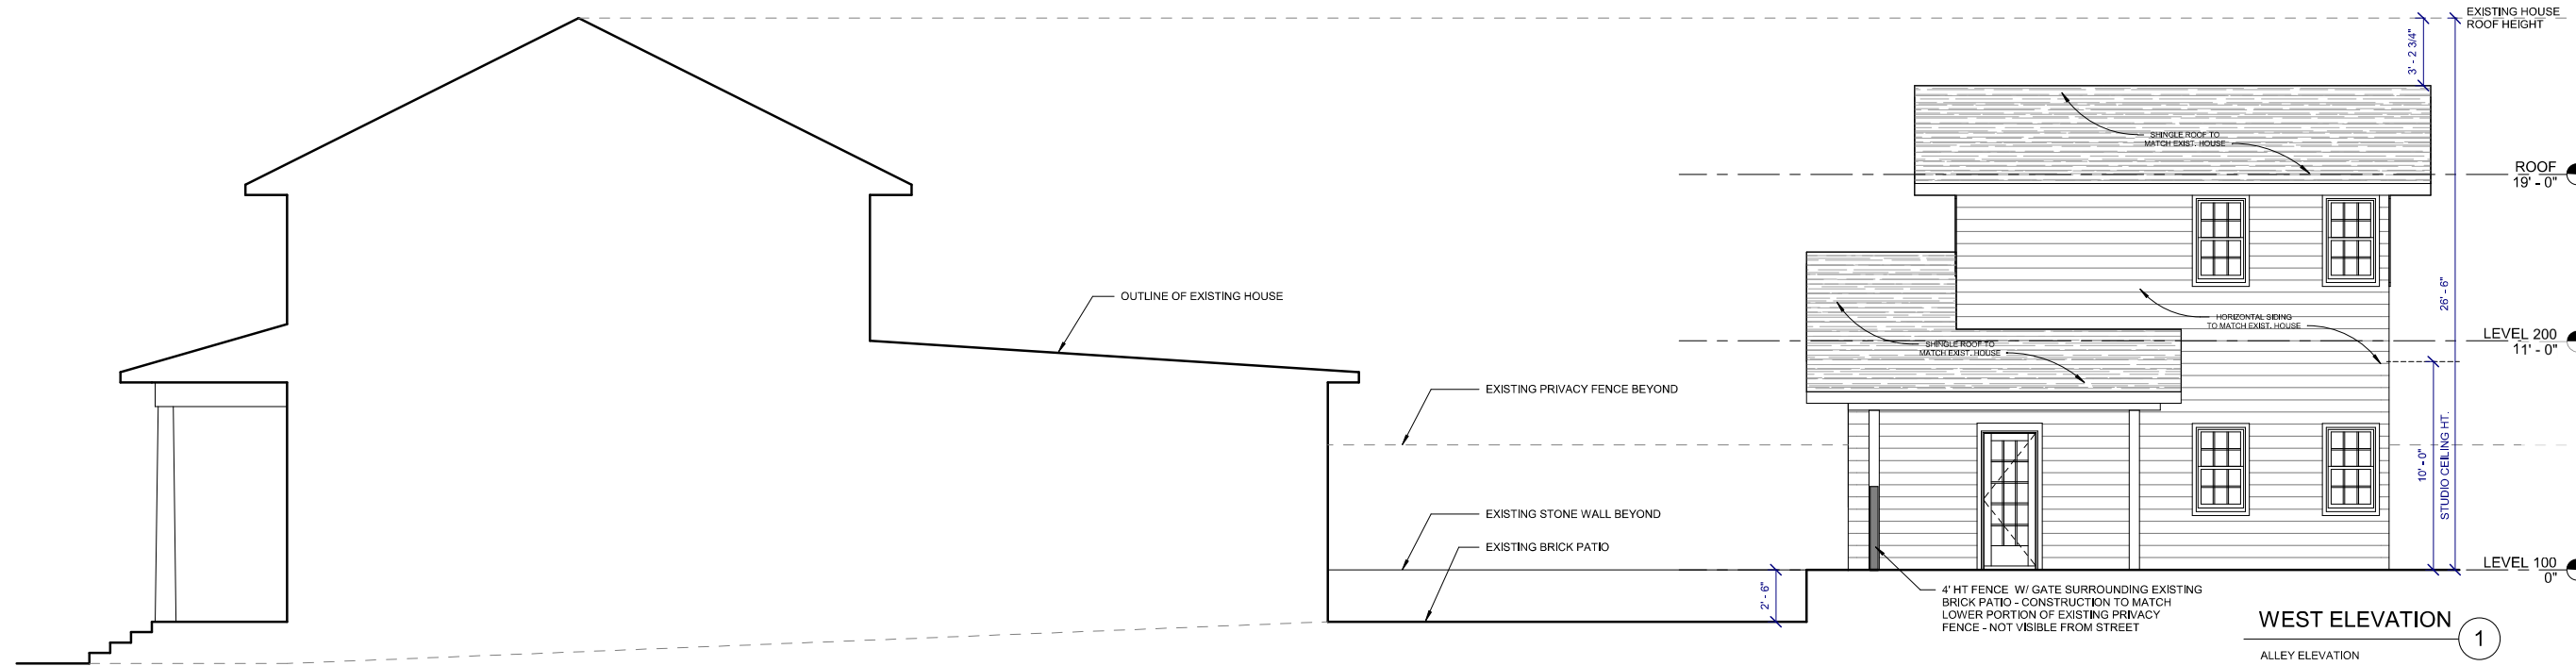 EXISTING HOUSE
ROOF HEIGHT
3' - 2 3/4"
SHINGLE ROOF TO
MATCH EXIST. HOUSE
ROOF
19' - 0"
OUTLINE OF EXISTING HOUSE
26' - 6"
HORIZONTAL SIDING
TO MATCH EXIST. HOUSE
LEVEL 200
11' - 0"
SHINGLE ROOF TO
MATCH EXIST. HOUSE
EXISTING PRIVACY FENCE BEYOND
10' - 0"
STUDIO CEILING HT.
EXISTING STONE WALL BEYOND
EXISTING BRICK PATIO
LEVEL 100
0"
2' - 6"
4' HT FENCE W/ GATE SURROUNDING EXISTING
BRICK PATIO - CONSTRUCTION TO MATCH
LOWER PORTION OF EXISTING PRIVACY
FENCE - NOT VISIBLE FROM STREET
WEST ELEVATION
1
ALLEY ELEVATION